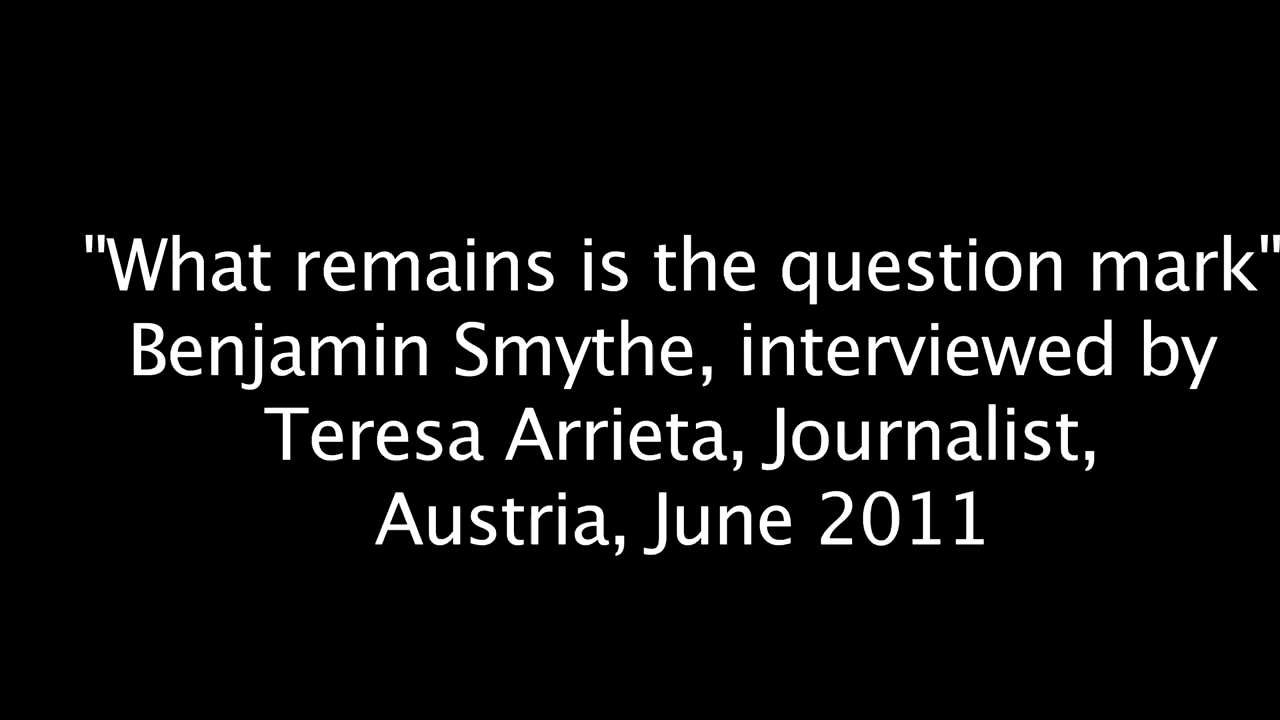 "What remains is the question mark"
Benjamin Smythe, interviewed by
Teresa Arrieta, Journalist,
Austria, June 2011